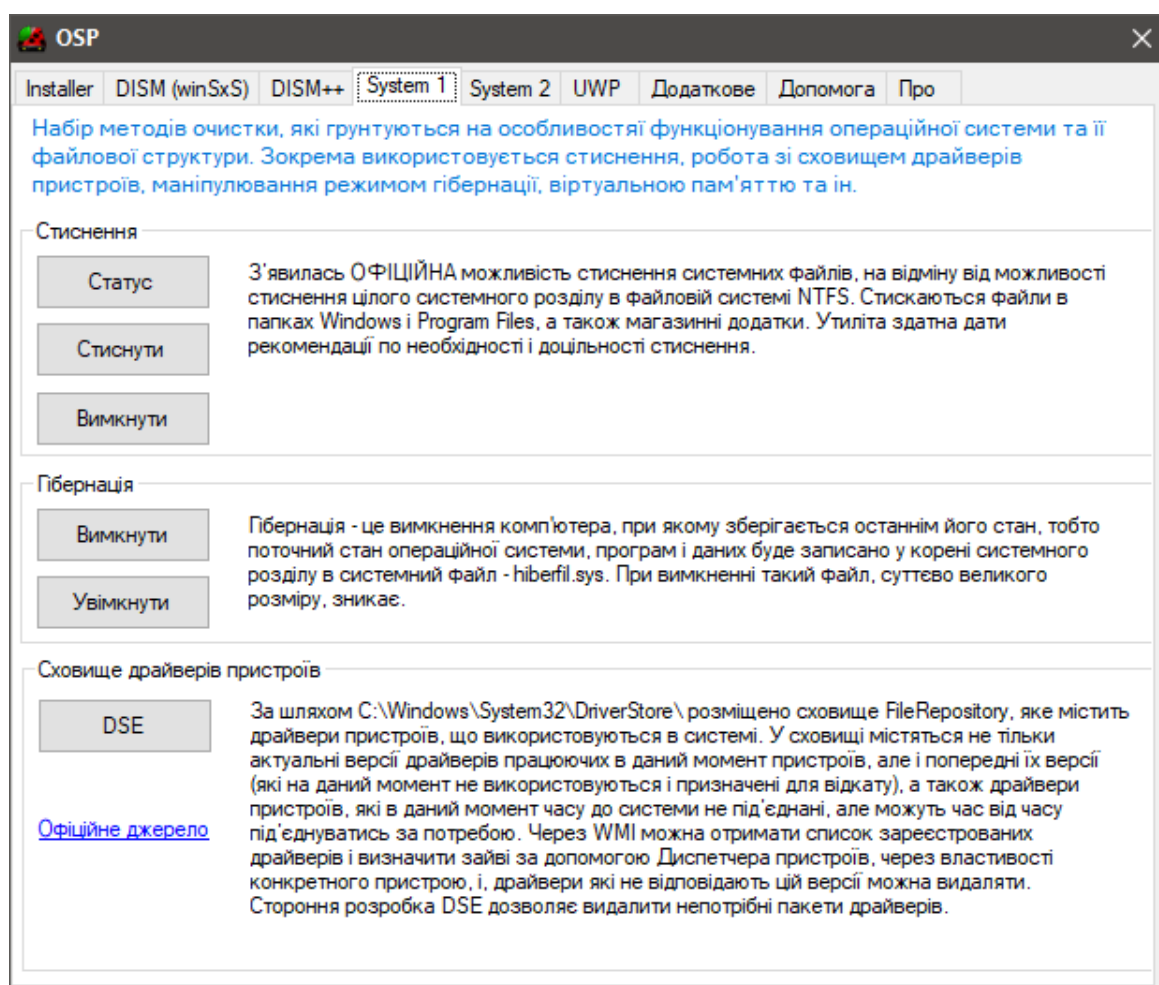 OSP
Installer DISM (winSxS) DISM++ System 1 System 2 UWP Додаткове Допомога Про
Набір методів очистки, які грунтуються на особливостяї функціонування операційної системи та її
файлової структури. Зокрема використовується стиснення, робота зі сховищем драйверів
пристроїв, маніпулювання режимом гібернації, віртуальною пам'яттю та ін.
Стиснення
Статус
Стиснути
Вимкнути
З'явилась ОФІЦІЙНА можливість стиснення системних файлів, на відміну від можливості
стиснення цілого системного розділу в файловій системі NTFS. Стискаються файли в
папках Windows і Program Files, а також магазинні додатки. Утиліта здатна дати
рекомендації по необхідності і доцільності стиснення.
Гібернація
Вимкнути
Увімкнути
Гібернація - це вимкнення комп'ютера, при якому зберігається останнім його стан, тобто
поточний стан операційної системи, програм і даних буде записано у корені системного
розділу в системний файл - hiberfil.sys. При вимкненні такий файл, суттєво великого
розміру, зникає.
Сховище драйверів пристроїв
DSE
Офіційне джерело
За шляхом C:\Windows\System32\DriverStore\ розміщено сховище FileRepository, яке містить
драйвери пристроїв, що використовуються в системі. У сховищі містяться не тільки
актуальні версії драйверів працюючих в даний момент пристроїв, але і попередні їх версії
(які на даний момент не використовуються і призначені для відкату), а також драйвери
пристроїв, які в даний момент часу до системи не під'єднані, але можуть час від часу
під'єднуватись за потребою. Через WMI можна отримати список зареєстрованих
драйверів і визначити зайві за допомогою Диспетчера пристроїв, через властивості
конкретного пристрою, і, драйвери які не відповідають цій версії можна видаляти.
Стороння розробка DSE дозволяє видалити непотрібні пакети драйверів.